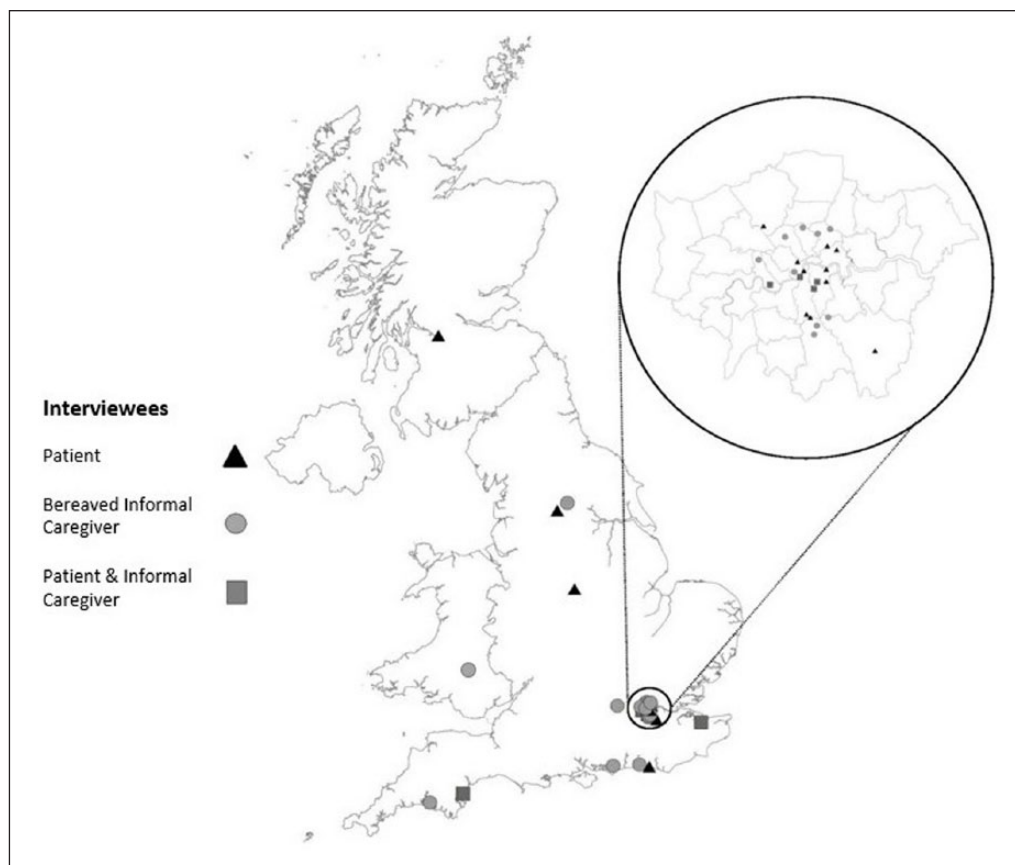 Interviewees
Patient
Bereaved Informal
Caregiver
Patient & Informal
Caregiver